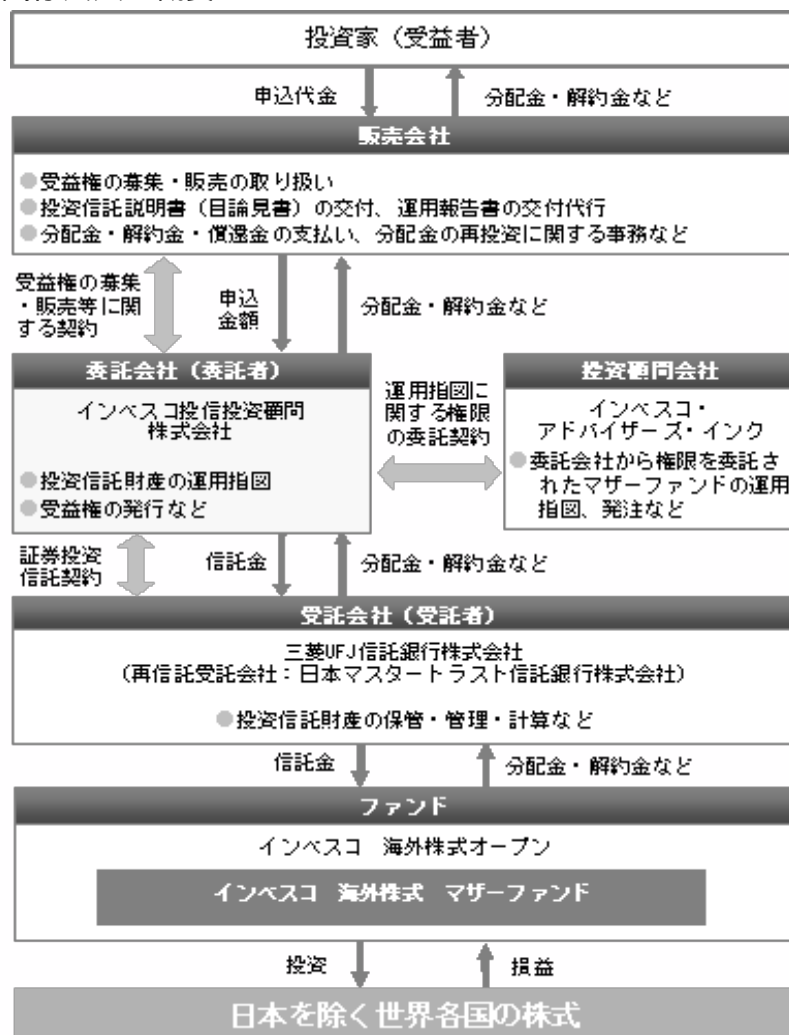 投資家（受益者）
申込代金
分配金・解約金など
販売会社
●受益権の募集・販売の取り扱い
●投資信託説明書（目論見書）の交付、運用報告書の交付代行
●分配金・解約金・償還金の支払い、分配金の再投資に関する事務など
受益権の募集
・販売等に関
する契約
申込
金額
分配金・解約金など
委託会社（委託者）
インベスコ投信投資顧問
株式会社
●投資信託財産の運用指図
●受益権の発行など
運用指図に
関する権限
の委託契約
投資顧問会社
インベスコ・
アドバイザーズ・インク
●委託会社から権限を委託さ
れたマザーファンドの運用
指図、発注など
証券投資
信託契約
信託金
分配金・解約金など
受託会社（受託者）
三菱UFJ信託銀行株式会社
（再信託受託会社：日本マスタートラスト信託銀行株式会社）
●投資信託財産の保管・管理・計算など
信託金
分配金・解約金など
ファンド
インベスコ　海外株式オープン
インベスコ　海外株式　マザーファンド
投資
損益
日本を除く世界各国の株式